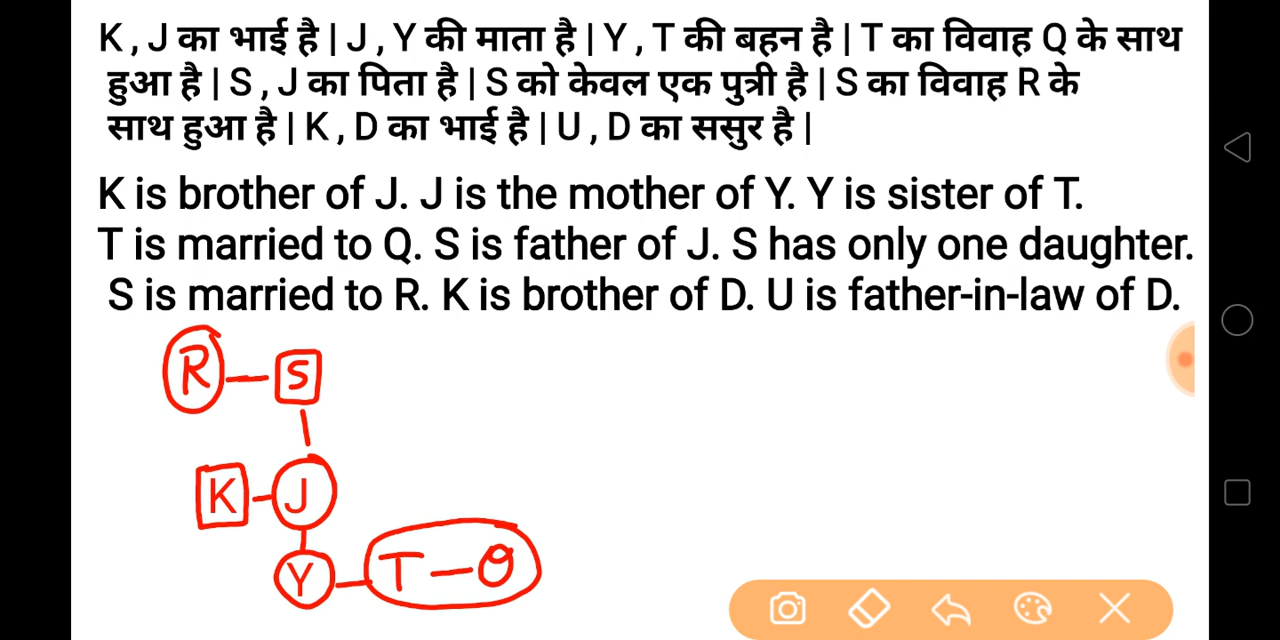 K , J का भाई है | J , Y की माता है | Y , T की बहन है | T का विवाह Q के साथ
हुआ है | S , J का पिता है | S को केवल एक पुत्री है | S का विवाह R के
साथ हुआ है | K , D का भाई है | U , D का ससुर है |
K is brother of J. J is the mother of Y. Y is sister of T.
T is married to Q. S is father of J. S has only one daughter.
S is married to R. K is brother of D. U is father-in-law of D.
R S
K J
Y T Q